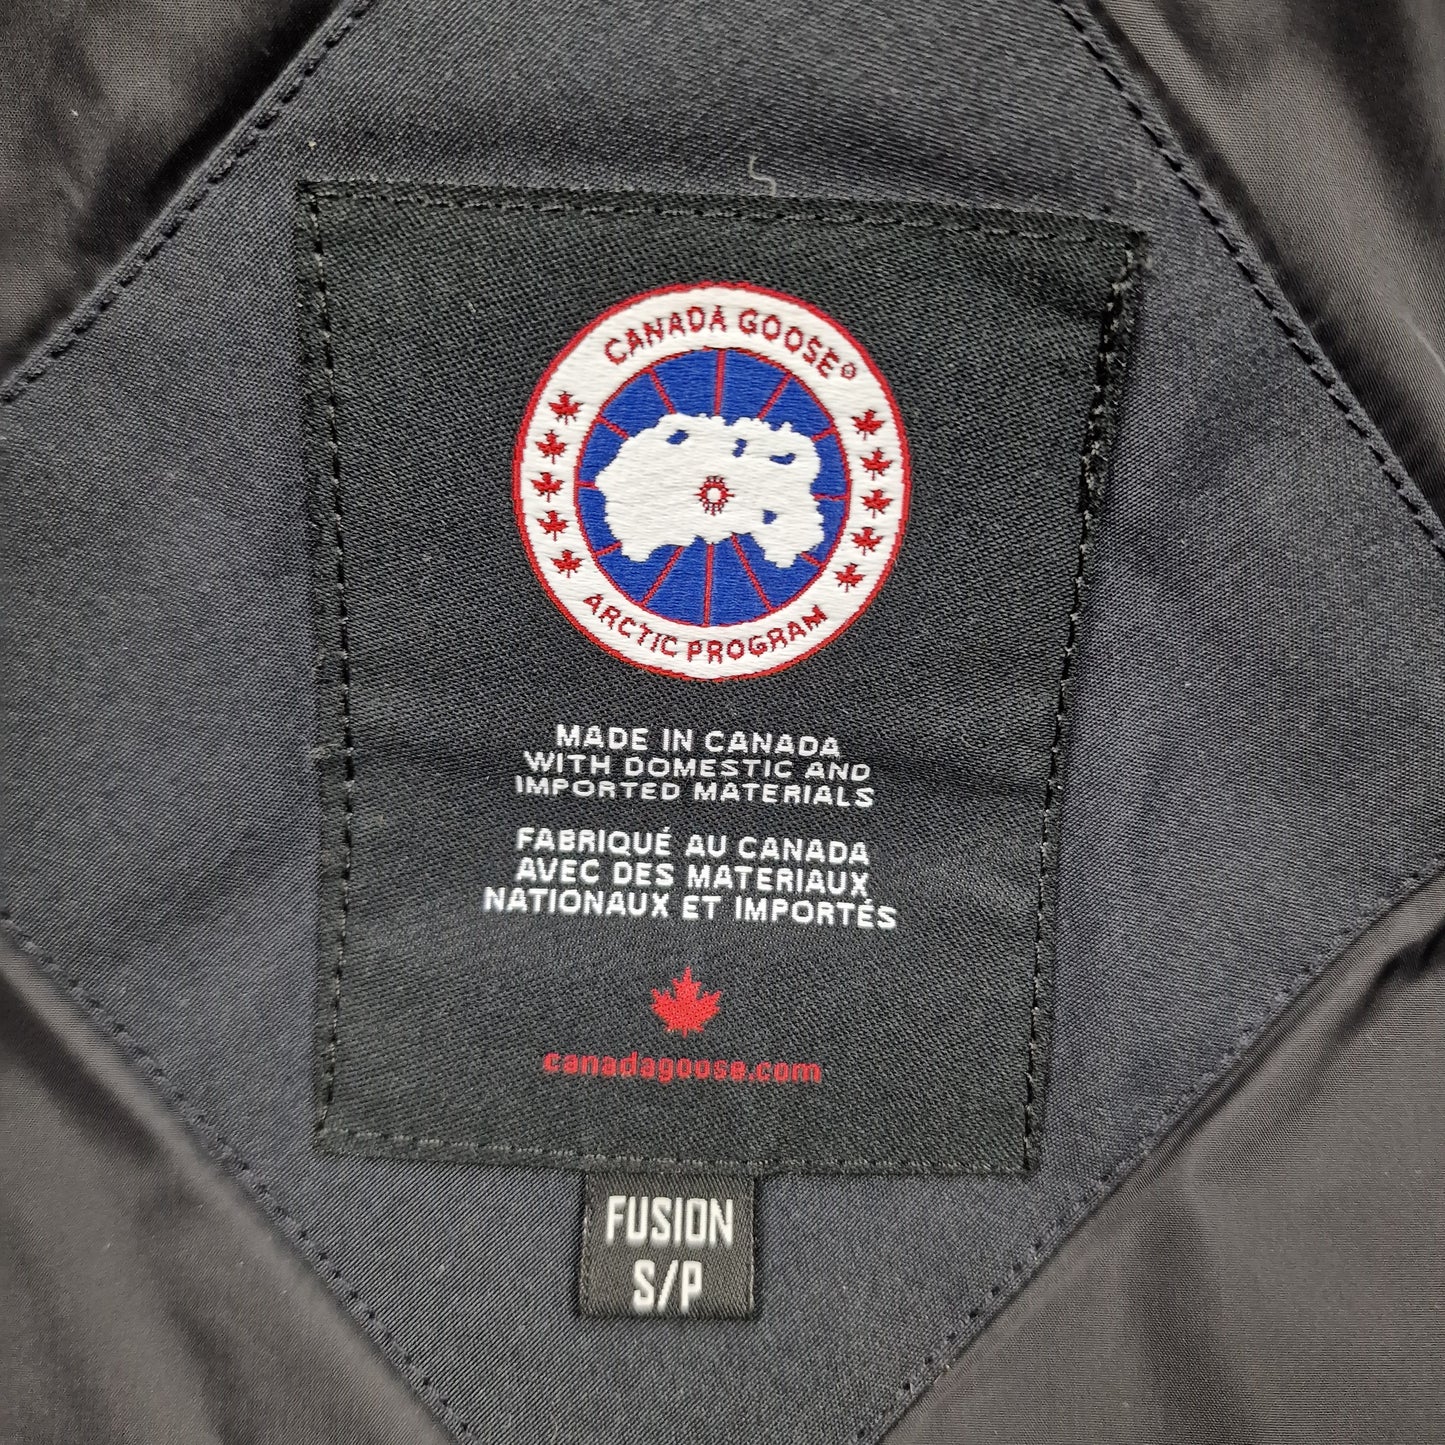 CANADA GOOSE®
ARCTIC PROGRAM
MADE IN CANADA
WITH DOMESTIC AND
IMPORTED MATERIALS
FABRIQUÉ AU CANADA
AVEC DES MATERIAUX
NATIONAUX ET IMPORTÉS
canadagoose.com
FUSION
S/P